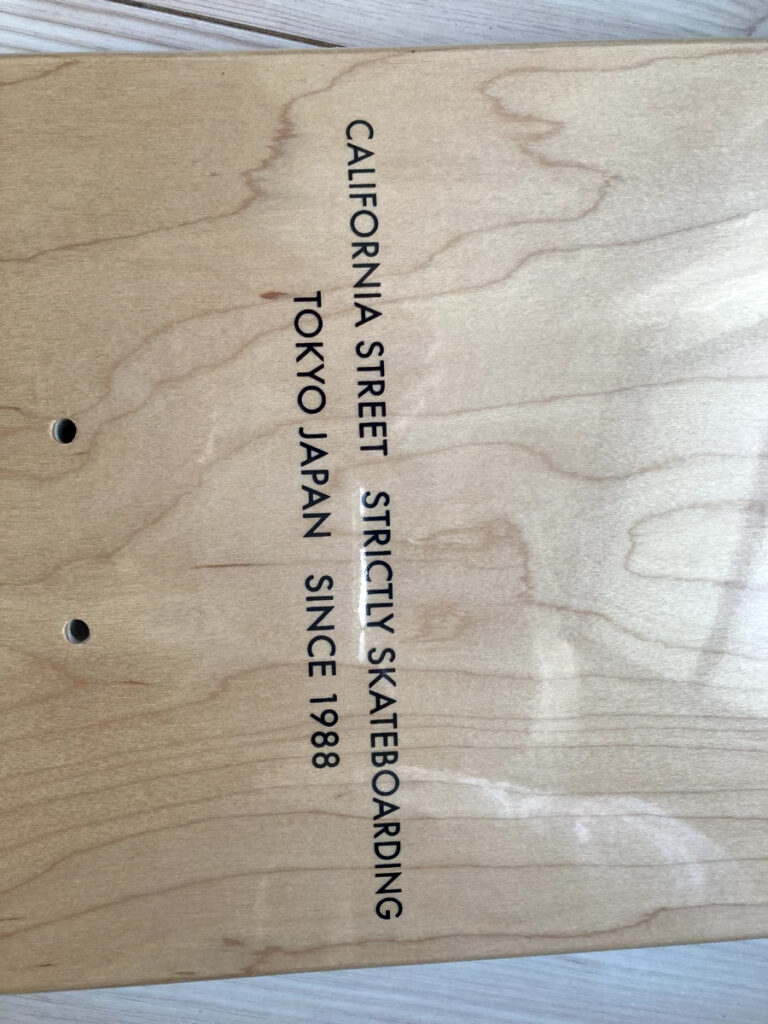 CALIFORNIA STREET STRICTLY SKATEBOARDING
TOKYO JAPAN SINCE 1988